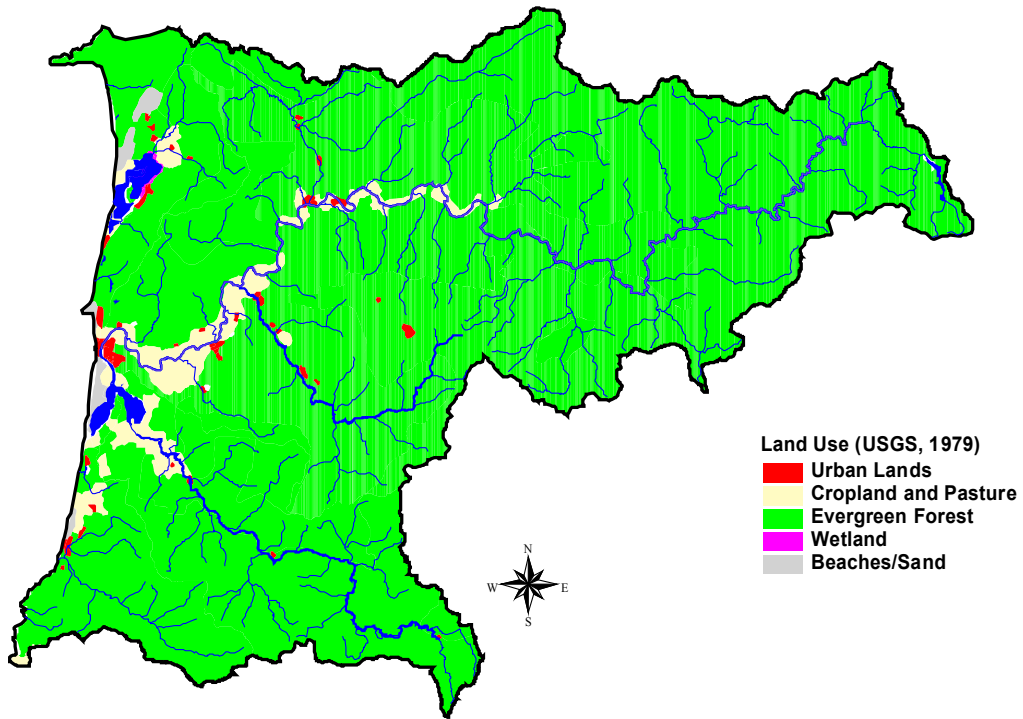 Land Use (USGS, 1979)
Urban Lands
Cropland and Pasture
Evergreen Forest
Wetland
Beaches/Sand
N
W E
S